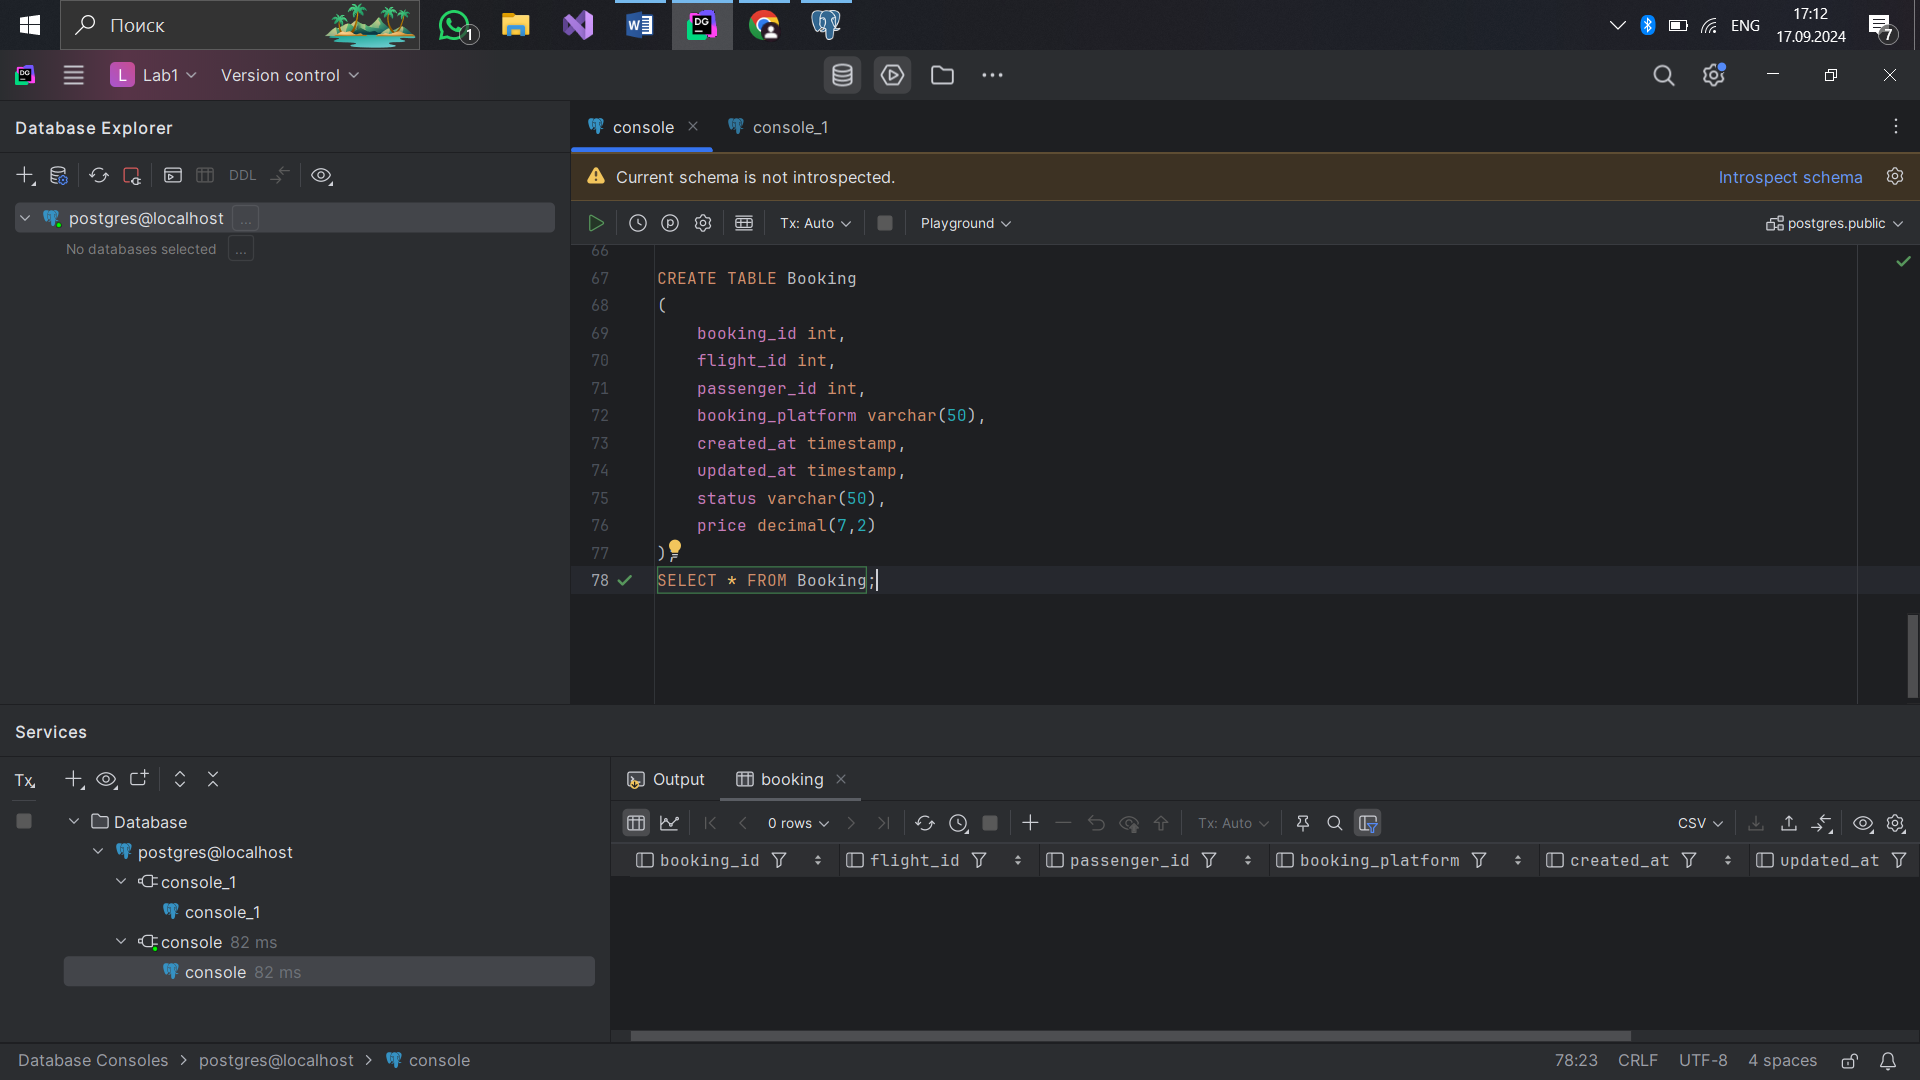 Поиск
1
ENG
17:12
17.09.2024
7
L Lab1 Version control
Database Explorer
DDL
postgres@localhost ...
No databases selected ...
console
console_1
Current schema is not introspected.
Introspect schema
Tx: Auto
Playground
postgres.public
66
67 CREATE TABLE Booking
68 (
69 booking_id int,
70 flight_id int,
71 passenger_id int,
72 booking_platform varchar(50),
73 created_at timestamp,
74 updated_at timestamp,
75 status varchar(50),
76 price decimal(7,2)
77 );
78 SELECT * FROM Booking;
Services
Tx
Database
postgres@localhost
console_1
console_1
console 82 ms
console 82 ms
Output
booking
0 rows
Tx: Auto
CSV
booking_id flight_id passenger_id booking_platform created_at updated_at
Database Consoles > postgres@localhost > console
78:23 CRLF UTF-8 4 spaces